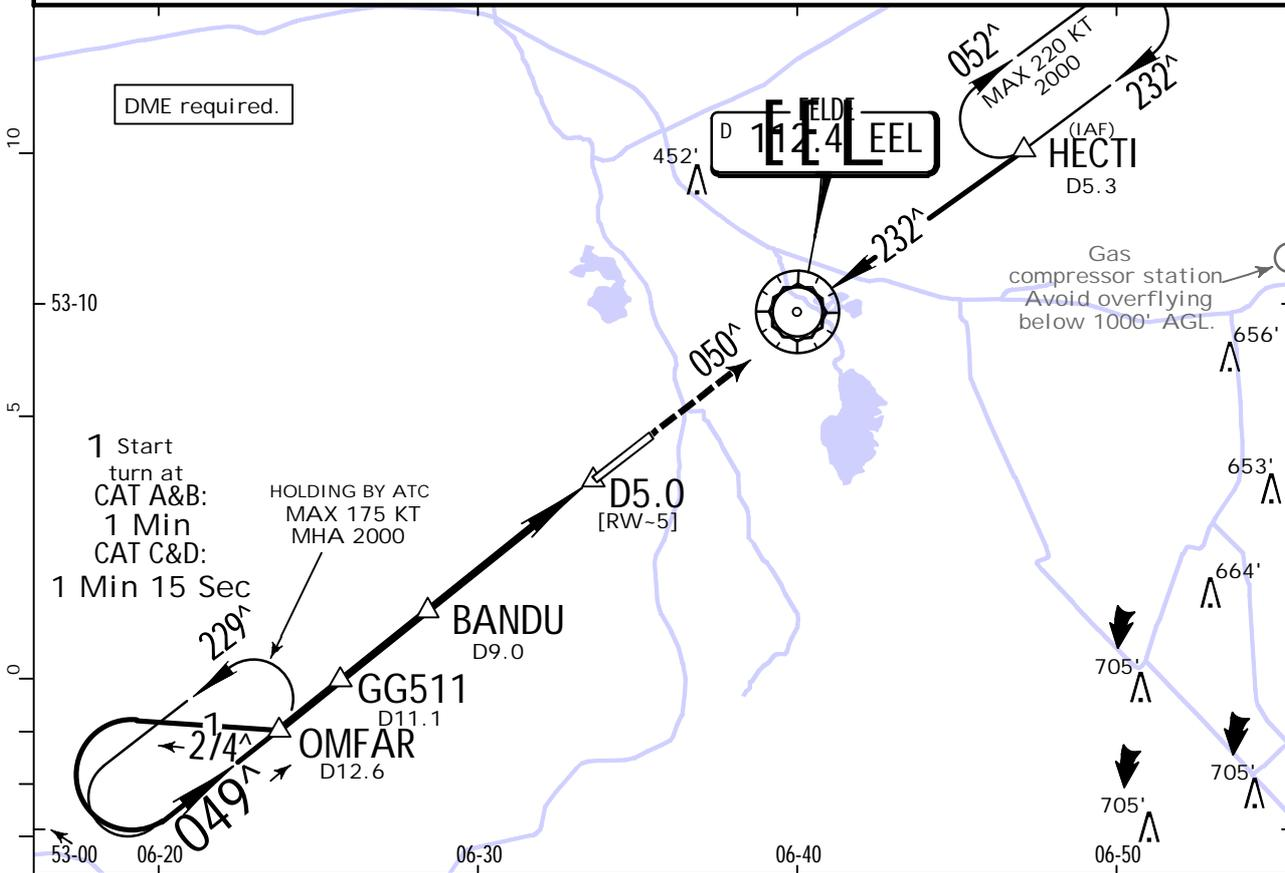 DME required.
052^
MAX 220 KT
2000
232^
(IAF)
HECTI
D5.3
EELDE
D 112.4 EEL
452'
232^
Gas
compressor station
Avoid overflying
below 1000' AGL.
10
53-10
656'
050^
5
1 Start
turn at
CAT A&B:
1 Min
CAT C&D:
1 Min 15 Sec
HOLDING BY ATC
MAX 175 KT
MHA 2000
653'
D5.0
[RW~5]
664'
229^
BANDU
D9.0
0
GG511
D11.1
705'
1
2/4^
OMFAR
D12.6
049^
705'
705'
53-00
06-20
06-30
06-40
06-50